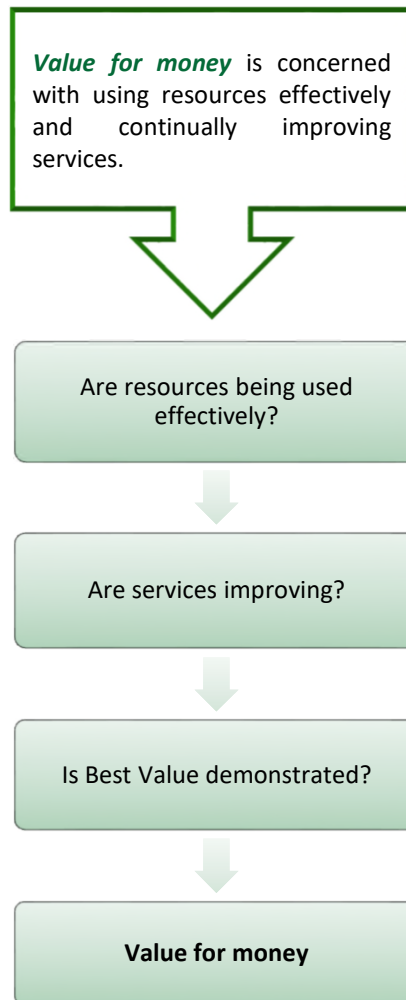 Value for money is concerned
with using resources effectively
and continually improving
services.
Are resources being used
effectively?
Are services improving?
Is Best Value demonstrated?
Value for money